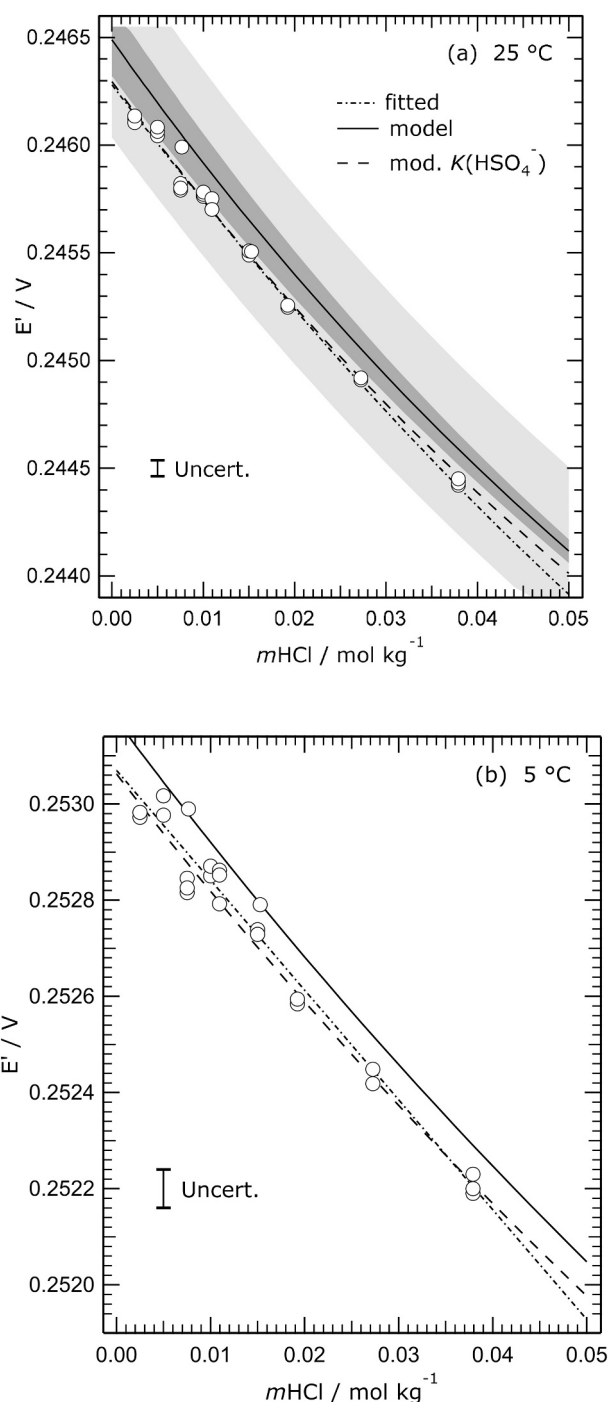 (a) 25 °C
fitted
model
mod. K(HSO₄⁻)
0.2465
0.2460
0.2455
0.2450
0.2445
0.2440
E' / V
Uncert.
0.00 0.01 0.02 0.03 0.04 0.05
mHCl / mol kg⁻¹
(b) 5 °C
0.2530
0.2528
0.2526
0.2524
0.2522
0.2520
E' / V
Uncert.
0.00 0.01 0.02 0.03 0.04 0.05
mHCl / mol kg⁻¹